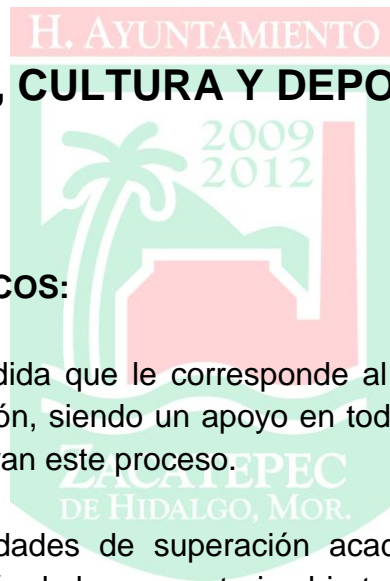 H. AYUNTAMIENTO
, CULTURA Y DEPO
2009
2012
COS:
dida que le corresponde al
ón, siendo un apoyo en tod
ran este proceso.
ZACATEPEC
DE HIDALGO, MOR.
dades de superación acad